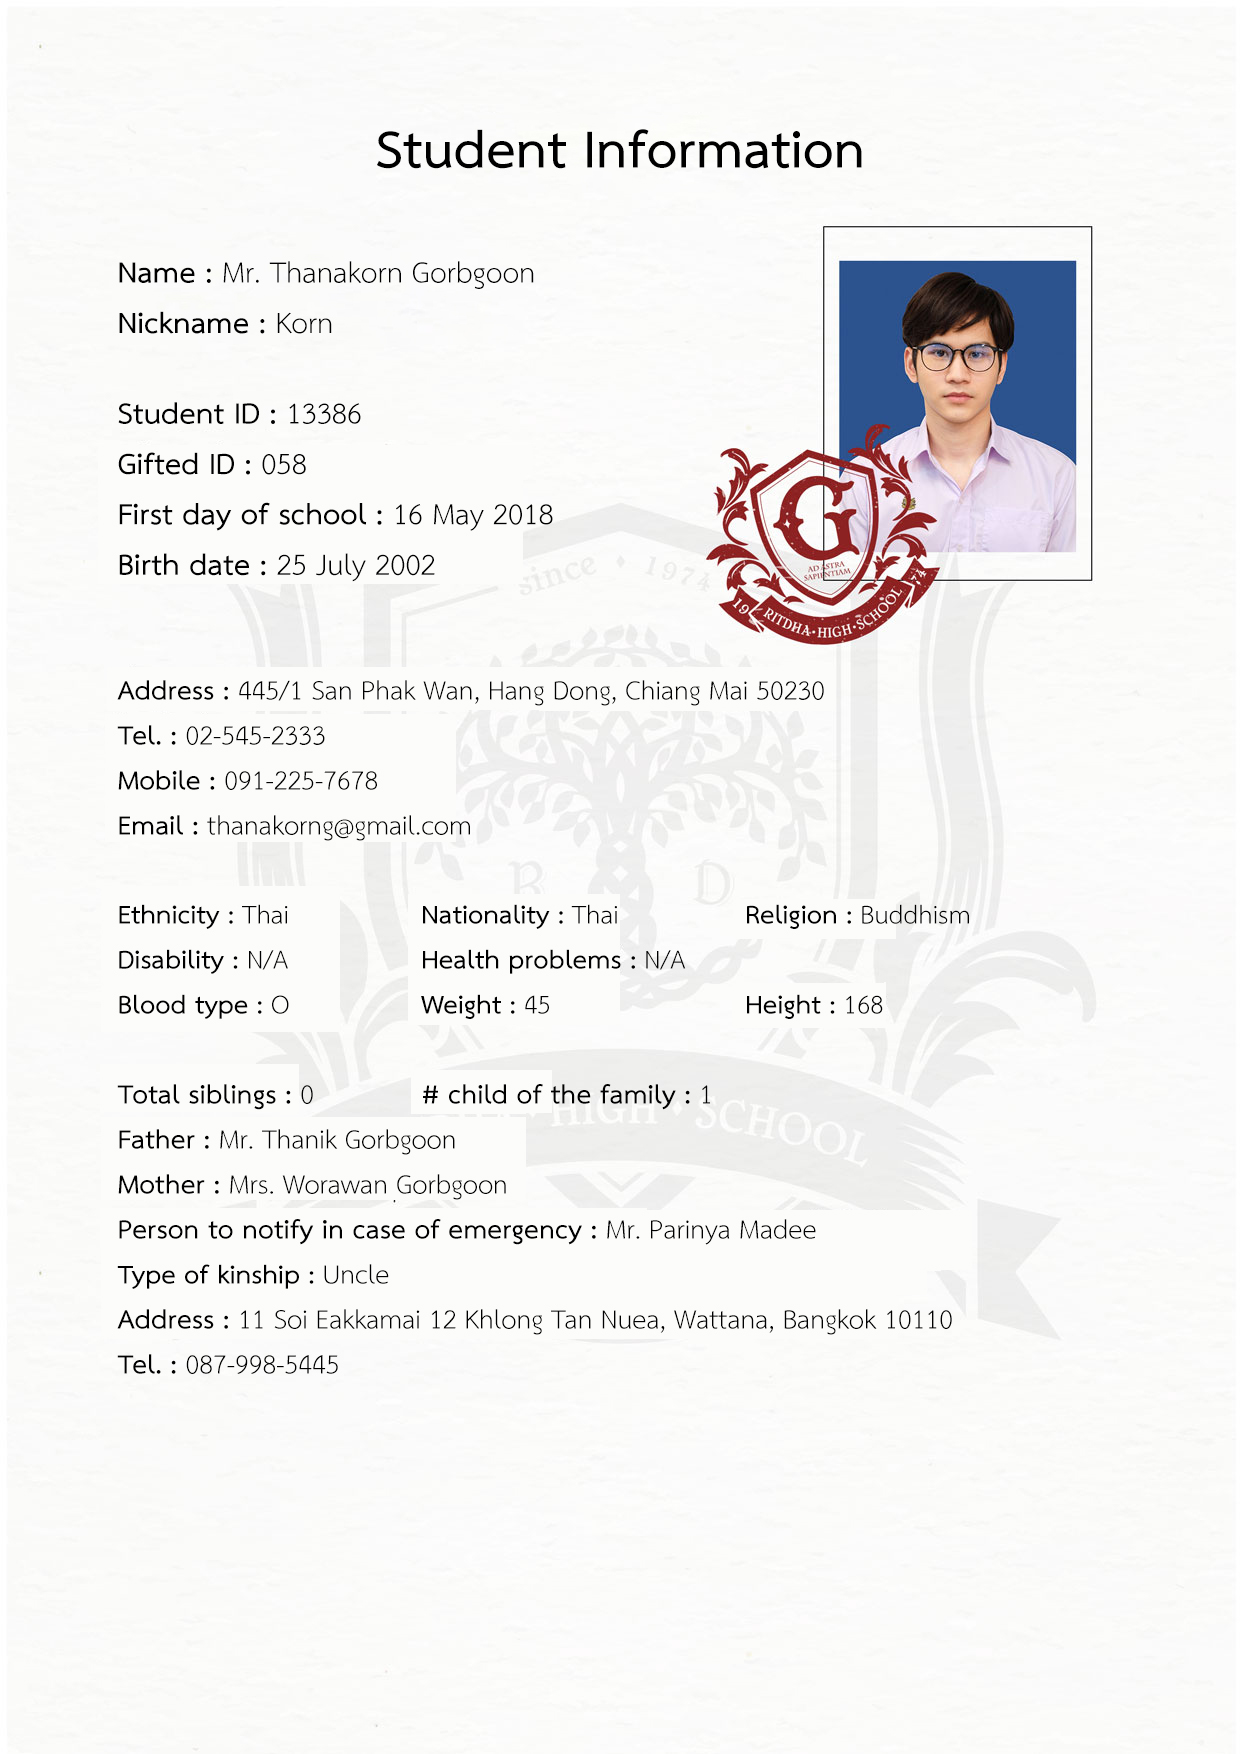 Student Information
Name : Mr. Thanakorn Gorbgoon
Nickname : Korn
Student ID : 13386
Gifted ID : 058
First day of school : 16 May 2018
Birth date : 25 July 2002
G
AD ASTRA
SAPIENTIAM
RITDHA • HIGH • SCHOOL
since • 1974
Address : 445/1 San Phak Wan, Hang Dong, Chiang Mai 50230
Tel. : 02-545-2333
Mobile : 091-225-7678
Email : thanakorng@gmail.com
R D
Ethnicity : Thai Nationality : Thai Religion : Buddhism
Disability : N/A Health problems : N/A
Blood type : O Weight : 45 Height : 168
Total siblings : 0 # child of the family : 1
HIGH • SCHOOL
Father : Mr. Thanik Gorbgoon
Mother : Mrs. Worawan Gorbgoon
Person to notify in case of emergency : Mr. Parinya Madee
Type of kinship : Uncle
Address : 11 Soi Eakkamai 12 Khlong Tan Nuea, Wattana, Bangkok 10110
Tel. : 087-998-5445